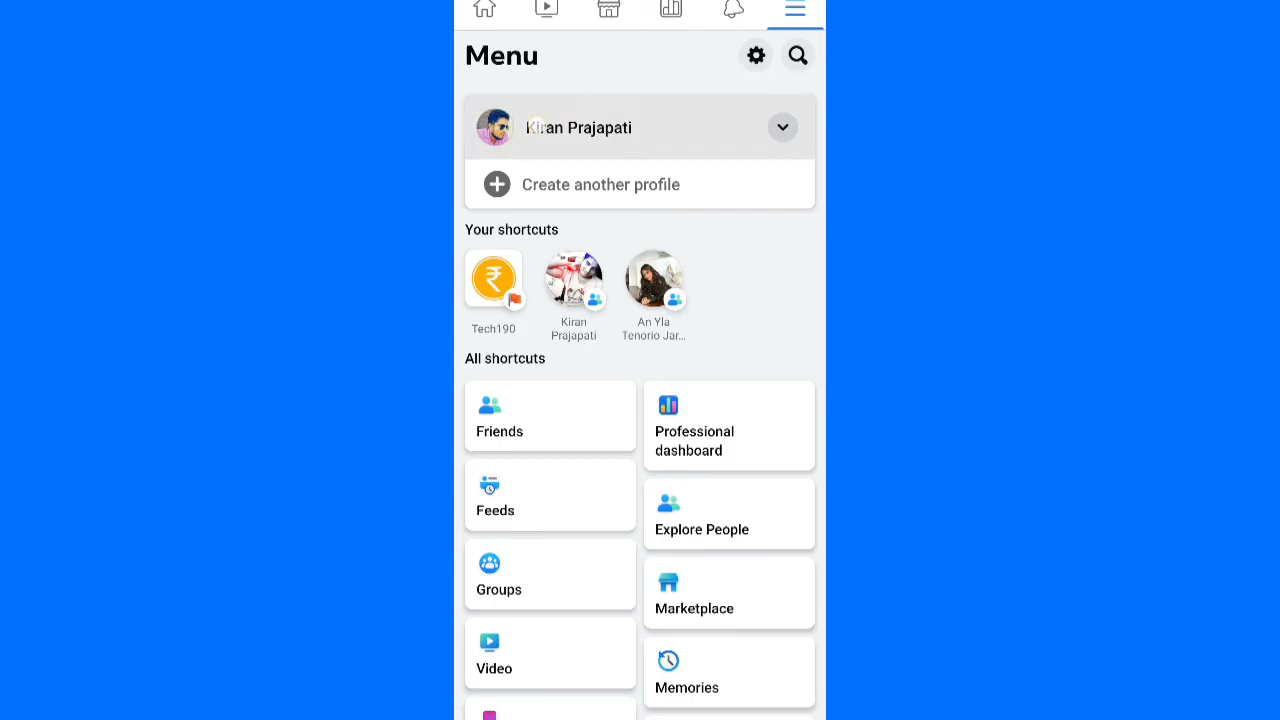 Menu
Kiran Prajapati
Create another profile
Your shortcuts
₹
Tech190
Kiran
Prajapati
An Yla
Tenorio Jar...
All shortcuts
Friends
Professional
dashboard
Feeds
Explore People
Groups
Marketplace
Video
Memories